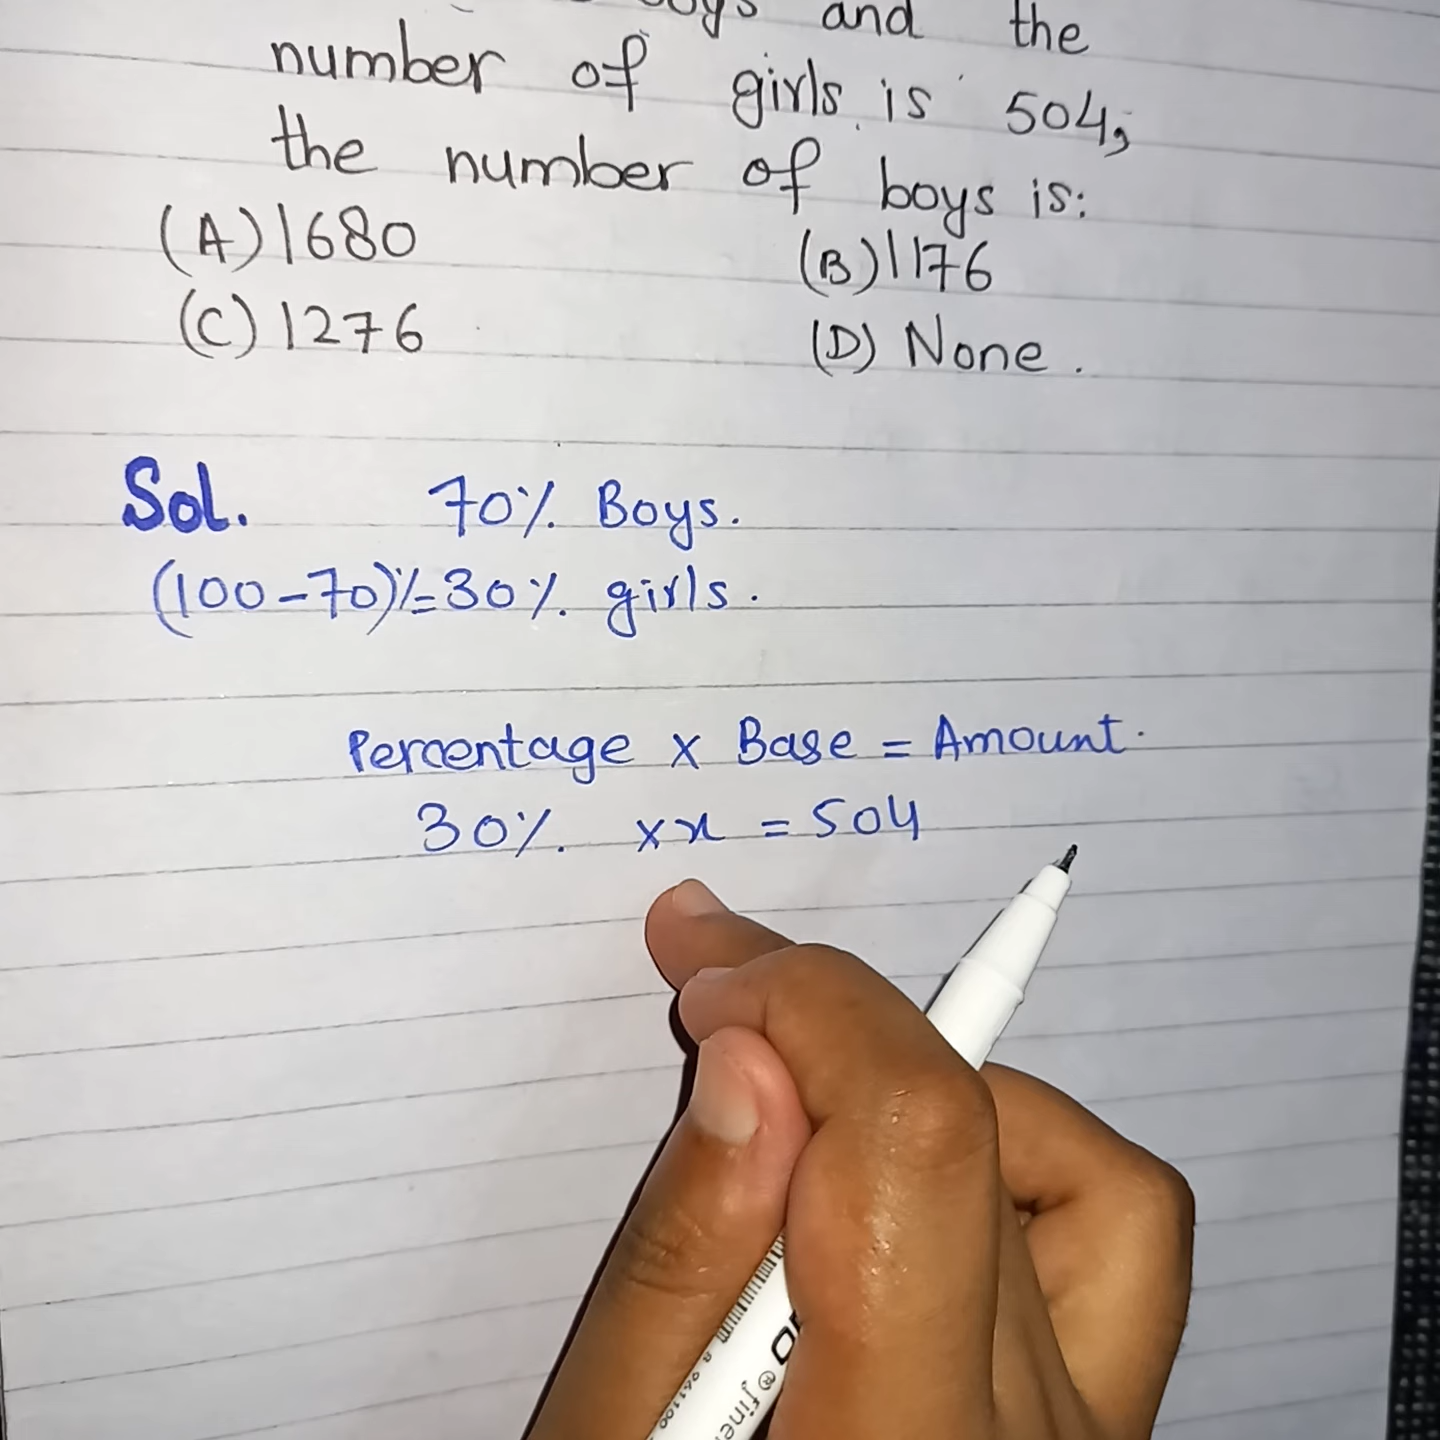 and the
number of girls is 504,
the number of boys is:
(A) 1680 (B) 1176
(C) 1276 (D) None.
Sol. 70% Boys.
(100-70)%=30% girls.
Percentage x Base = Amount.
30% x x = 504